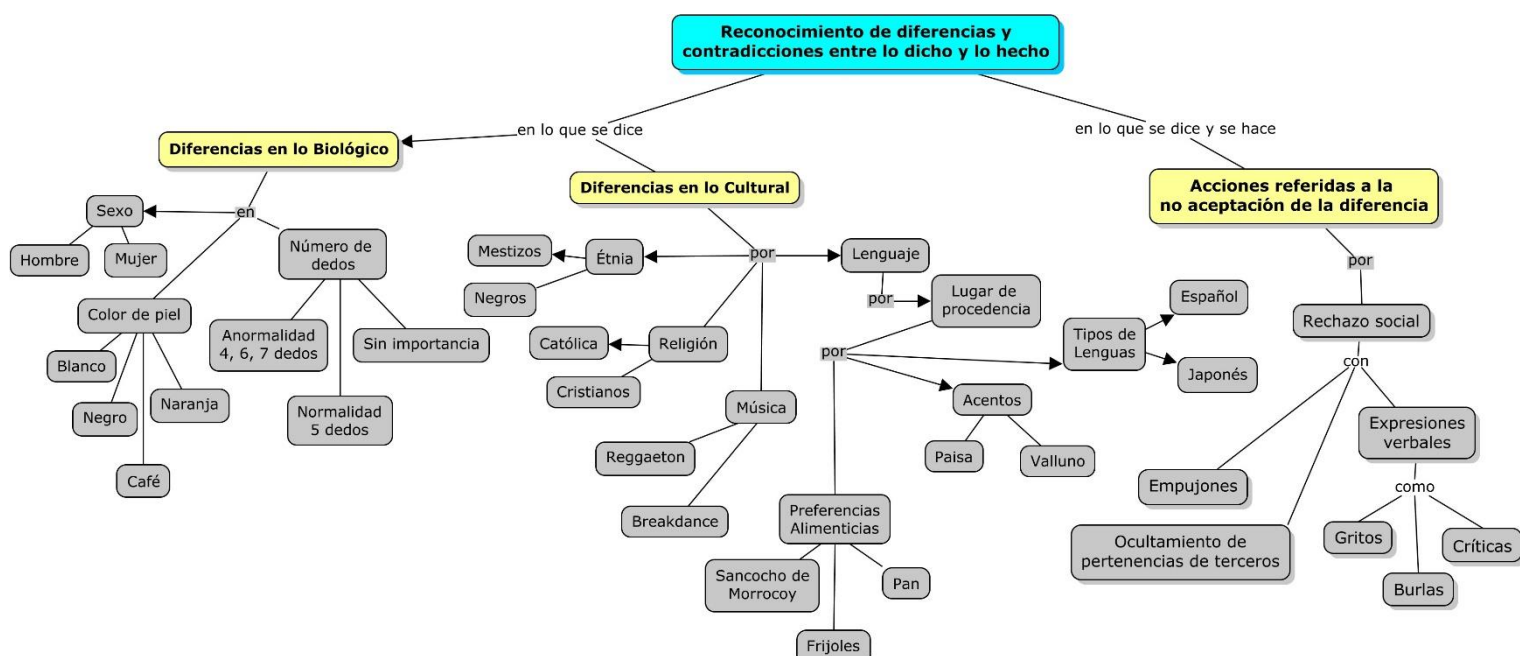 Reconocimiento de diferencias y
contradicciones entre lo dicho y lo hecho
en lo que se dice
en lo que se dice y se hace
Diferencias en lo Biológico
Diferencias en lo Cultural
Acciones referidas a la
no aceptación de la diferencia
Sexo
en
Hombre
Mujer
Número de
dedos
Color de piel
Anormalidad
4, 6, 7 dedos
Sin importancia
Blanco
Negro
Naranja
Normalidad
5 dedos
Café
Mestizos
Étnia
por
Lenguaje
Negros
por
Lugar de
procedencia
Católica
Religión
Cristianos
por
Tipos de
Lenguas
Español
Japonés
Música
Acentos
Reggaeton
Paisa
Valluno
Breakdance
Preferencias
Alimenticias
Sancocho de
Morrocoy
Pan
Frijoles
por
Rechazo social
con
Expresiones
verbales
Empujones
como
Ocultamiento de
pertenencias de terceros
Gritos
Críticas
Burlas